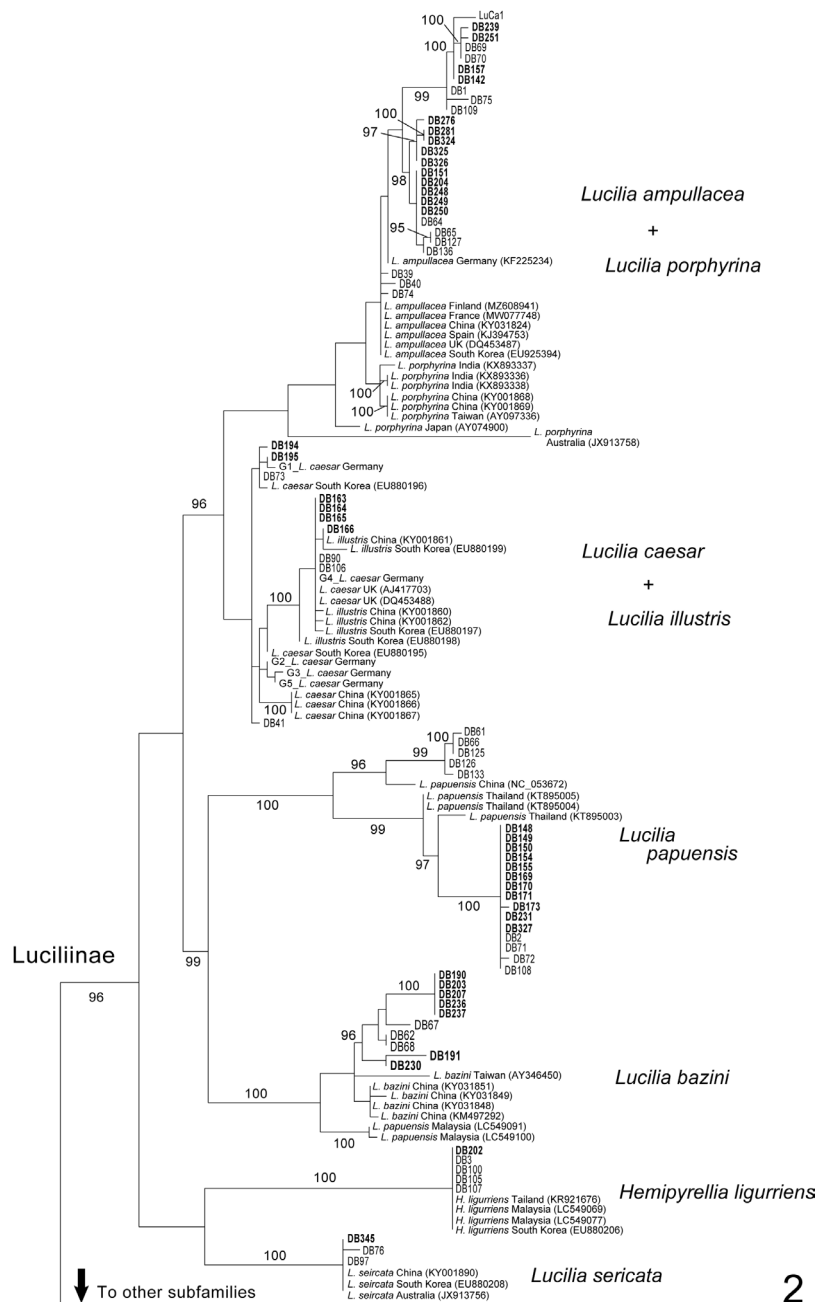 LuCa1
100
DB239
DB251
100
DB69
DB70
DB157
DB142
99
DB1
DB75
DB109
100
DB276
DB281
97
DB324
DB325
DB326
98
DB151
DB204
DB248
DB249
DB250
DB64
95
DB65
DB127
DB136
L. ampullacea Germany (KF225234)
DB39
DB40
DB74
L. ampullacea Finland (MZ608941)
L. ampullacea France (MW077748)
L. ampullacea China (KY031824)
L. ampullacea Spain (KJ394753)
L. ampullacea UK (DQ453487)
L. ampullacea South Korea (EU925394)
L. porphyrina India (KX893337)
L. porphyrina India (KX893336)
100
L. porphyrina India (KX893338)
L. porphyrina China (KY001868)
L. porphyrina China (KY001869)
100
L. porphyrina Taiwan (AY097336)
L. porphyrina Japan (AY074900)
L. porphyrina
Australia (JX913758)
Lucilia ampullacea
+
Lucilia porphyrina
96
DB194
DB195
G1_L. caesar Germany
DB73
L. caesar South Korea (EU880196)
DB163
DB164
DB165
DB166
L. illustris China (KY001861)
L. illustris South Korea (EU880199)
DB90
DB106
G4_L. caesar Germany
100
L. caesar UK (AJ417703)
L. caesar UK (DQ453488)
L. illustris China (KY001860)
L. illustris China (KY001862)
L. illustris South Korea (EU880197)
L. illustris South Korea (EU880198)
L. caesar South Korea (EU880195)
G2_L. caesar Germany
G3_L. caesar Germany
G5_L. caesar Germany
L. caesar China (KY001865)
L. caesar China (KY001866)
100
L. caesar China (KY001867)
DB41
Lucilia caesar
+
Lucilia illustris
100
DB61
DB66
99
DB125
DB126
96
DB133
L. papuensis China (NC_053672)
100
L. papuensis Thailand (KT895005)
L. papuensis Thailand (KT895004)
L. papuensis Thailand (KT895003)
99
97
DB148
DB149
DB150
DB154
DB155
DB169
DB170
DB171
100
DB173
DB231
DB327
DB2
DB71
DB72
DB108
Lucilia
papuensis
Luciliinae
99
96
DB190
100
DB203
DB207
DB236
DB237
DB67
96
DB62
DB68
DB191
DB230
L. bazini Taiwan (AY346450)
L. bazini China (KY031851)
100
L. bazini China (KY031849)
L. bazini China (KY031848)
L. bazini China (KM497292)
L. papuensis Malaysia (LC549091)
100
L. papuensis Malaysia (LC549100)
Lucilia bazini
DB202
DB3
DB100
DB105
100
DB107
H. ligurriens Tailand (KR921676)
H. ligurriens Malaysia (LC549069)
H. ligurriens Malaysia (LC549077)
H. ligurriens South Korea (EU880206)
Hemipyrellia ligurriens
DB345
DB76
DB97
100
L. seircata China (KY001890)
L. seircata South Korea (EU880208)
L. seircata Australia (JX913756)
Lucilia sericata
To other subfamilies
2